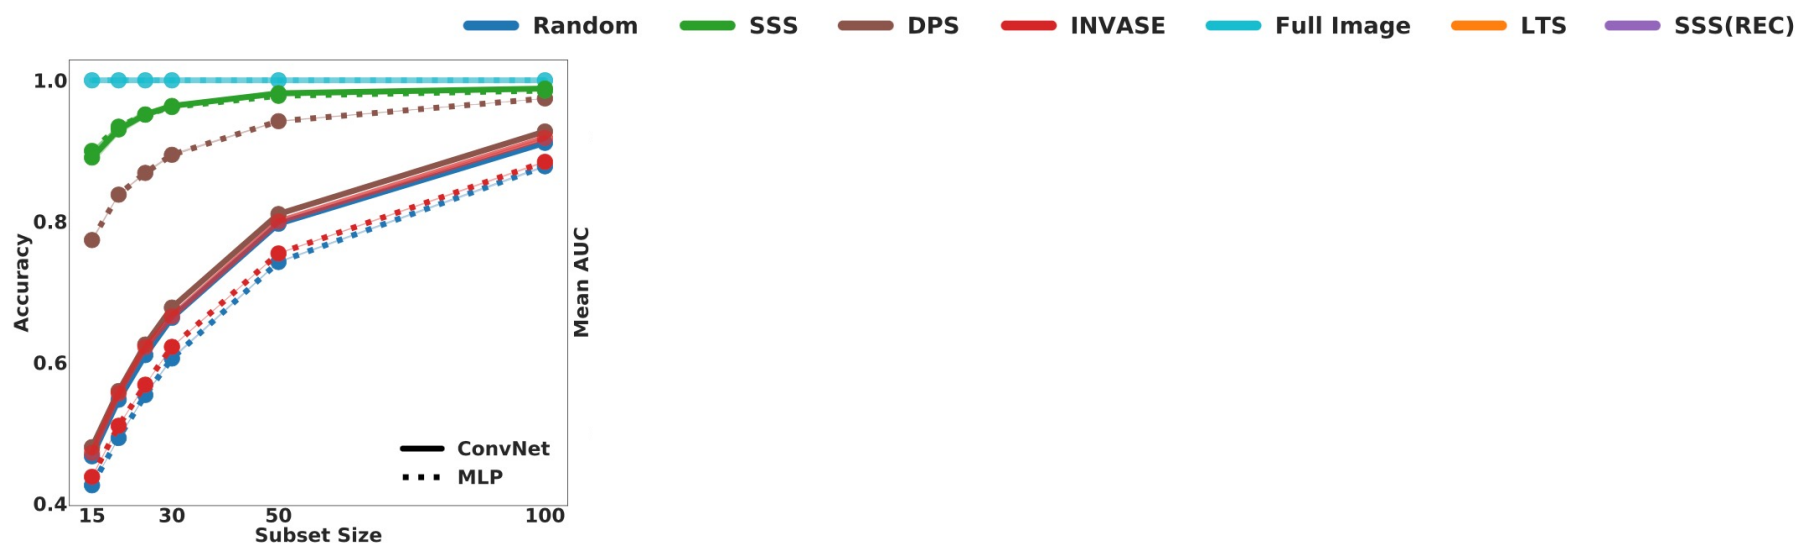 Random SSS DPS INVASE Full Image LTS SSS(REC)
1.0
0.8
0.6
0.4
Accuracy
ConvNet
MLP
15 30 50 100
Subset Size
Mean AUC